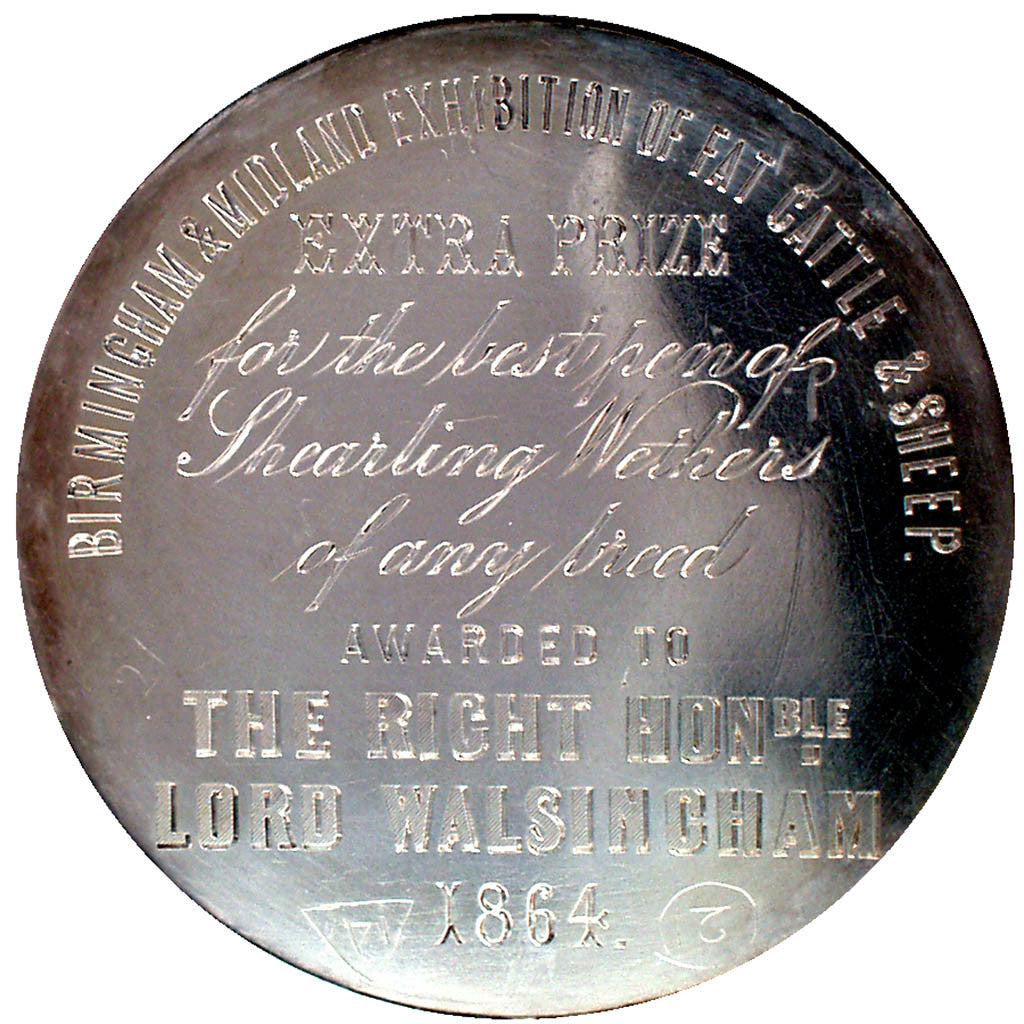 BIRMINGHAM & MIDLAND EXHIBITION OF FAT CATTLE & SHEEP.
EXTRA PRIZE
for the best pen of
Shearling Wethers
of any breed
AWARDED TO
THE RIGHT HONBLE
LORD WALSINGHAM
1864.
2